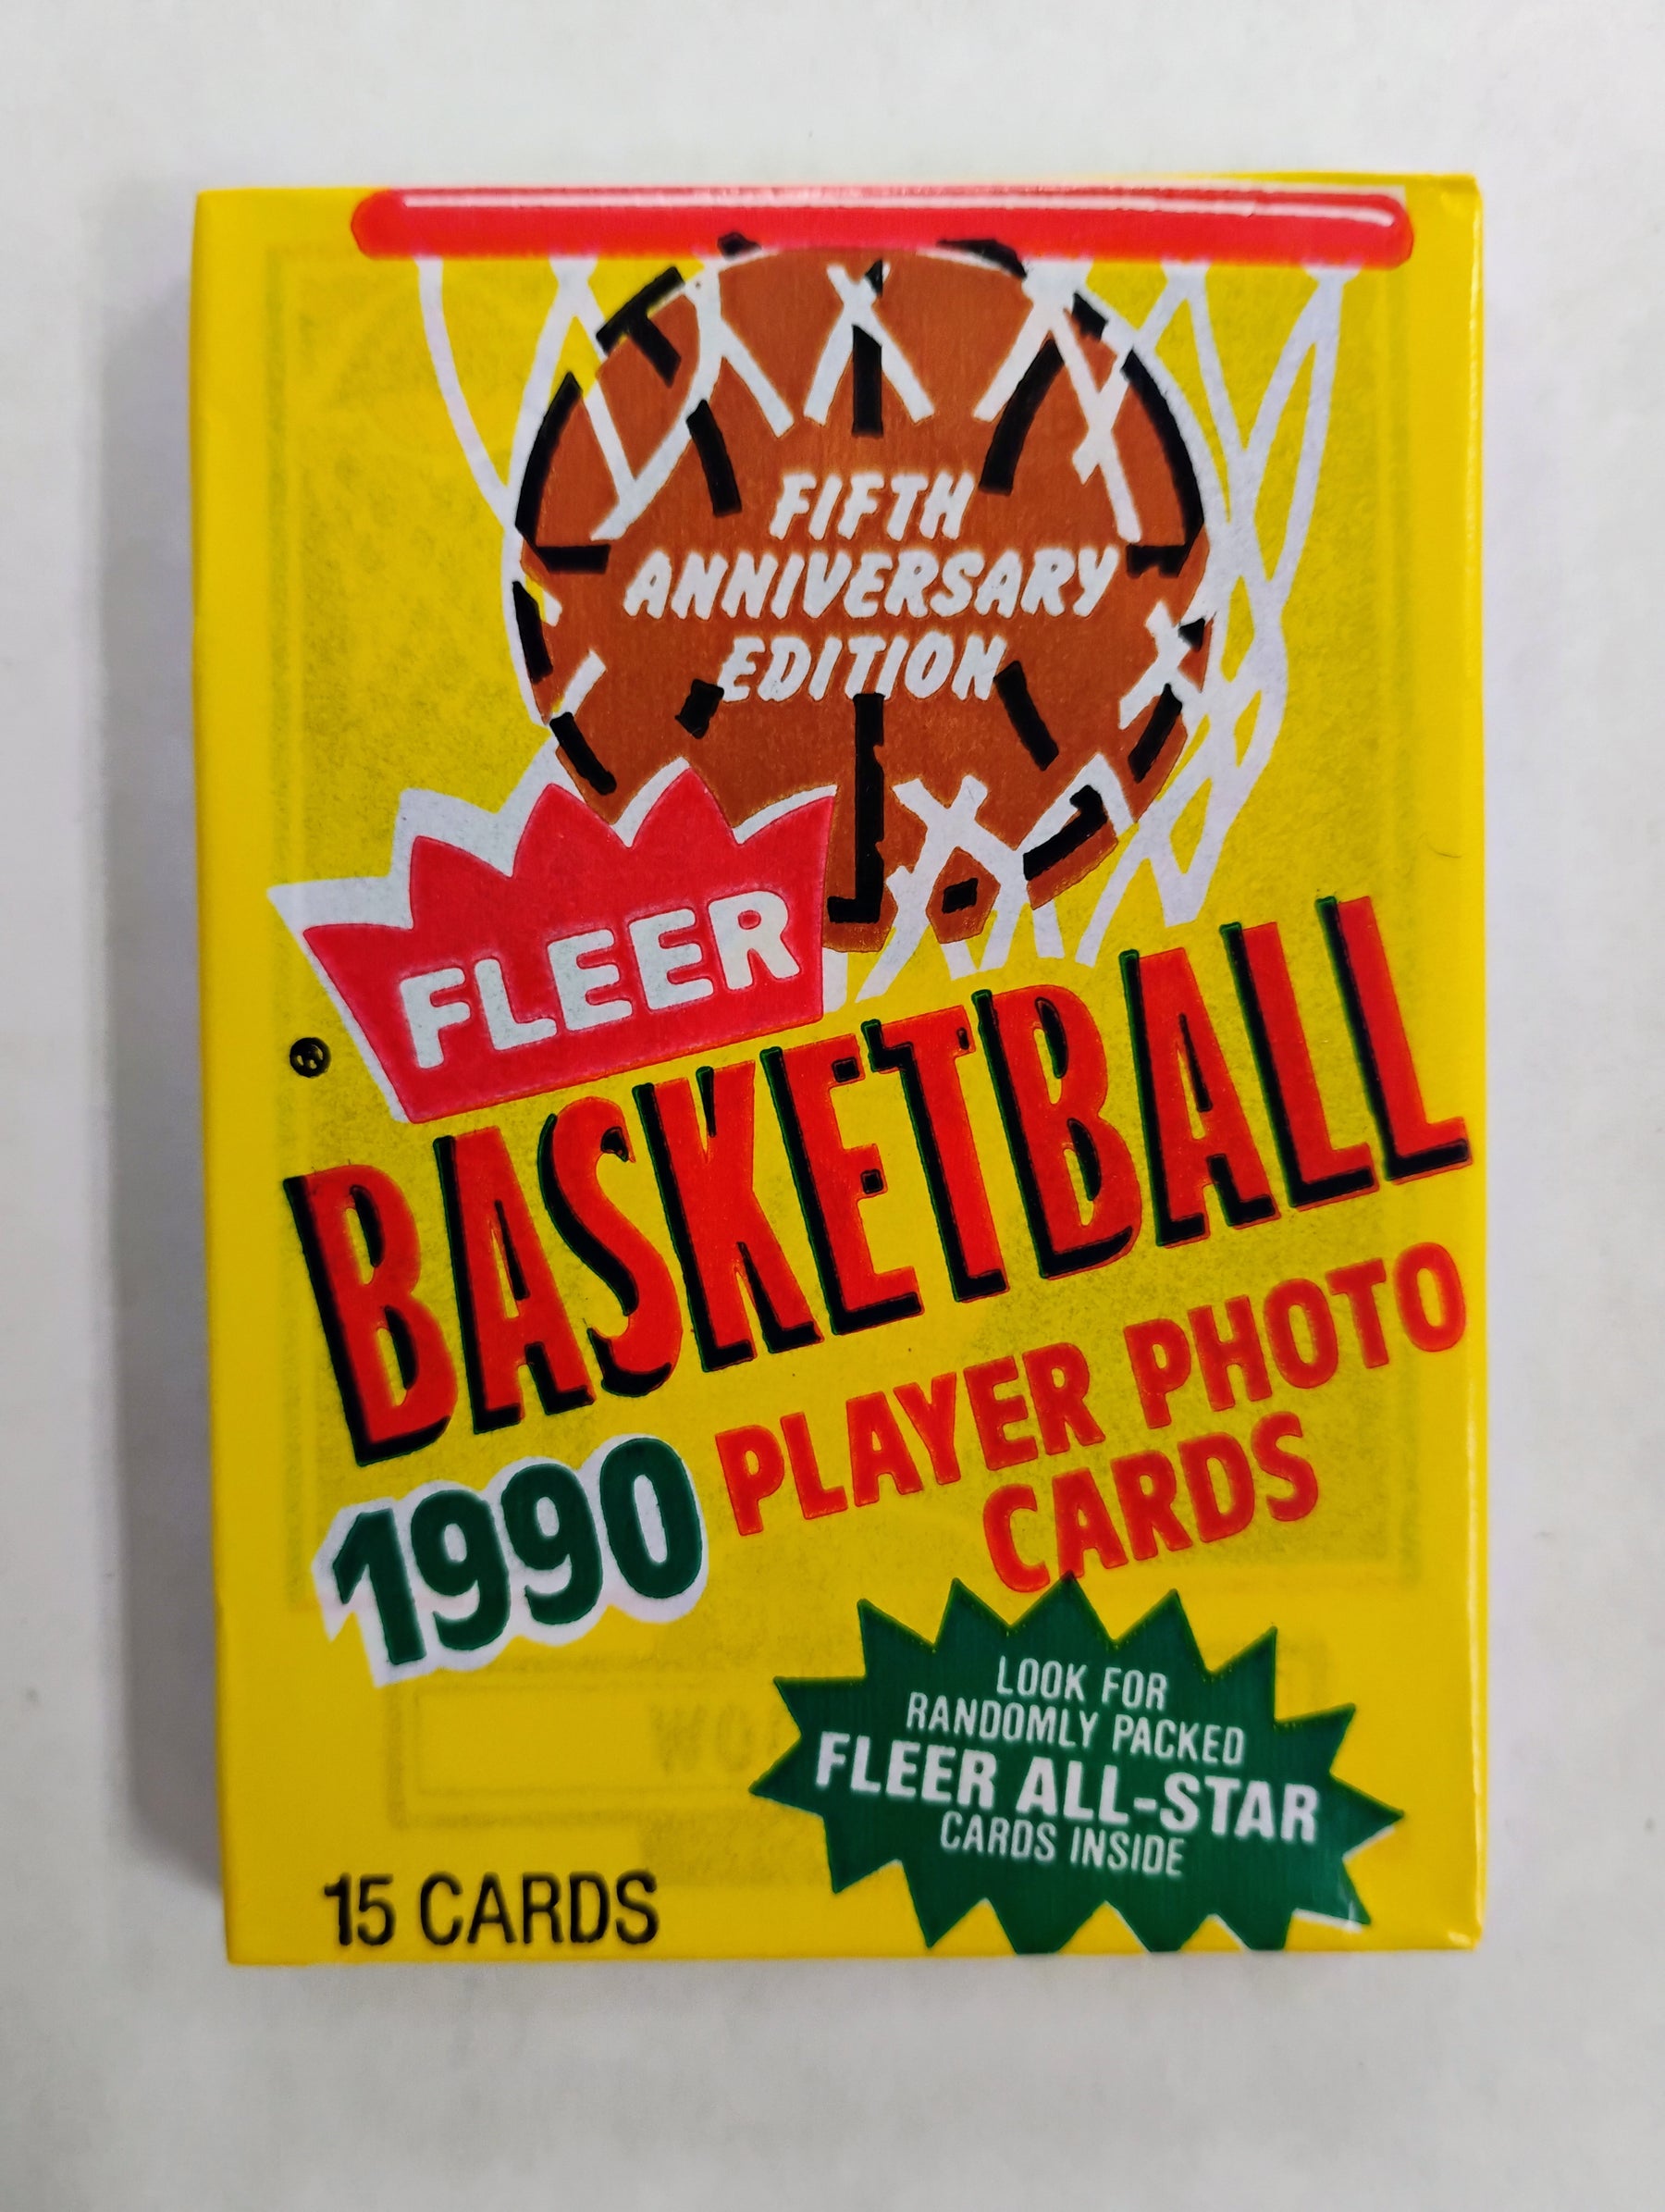 FIFTH
ANNIVERSARY
EDITION
FLEER
®
BASKETBALL
1990 PLAYER PHOTO
CARDS
LOOK FOR
RANDOMLY PACKED
FLEER ALL-STAR
CARDS INSIDE
15 CARDS